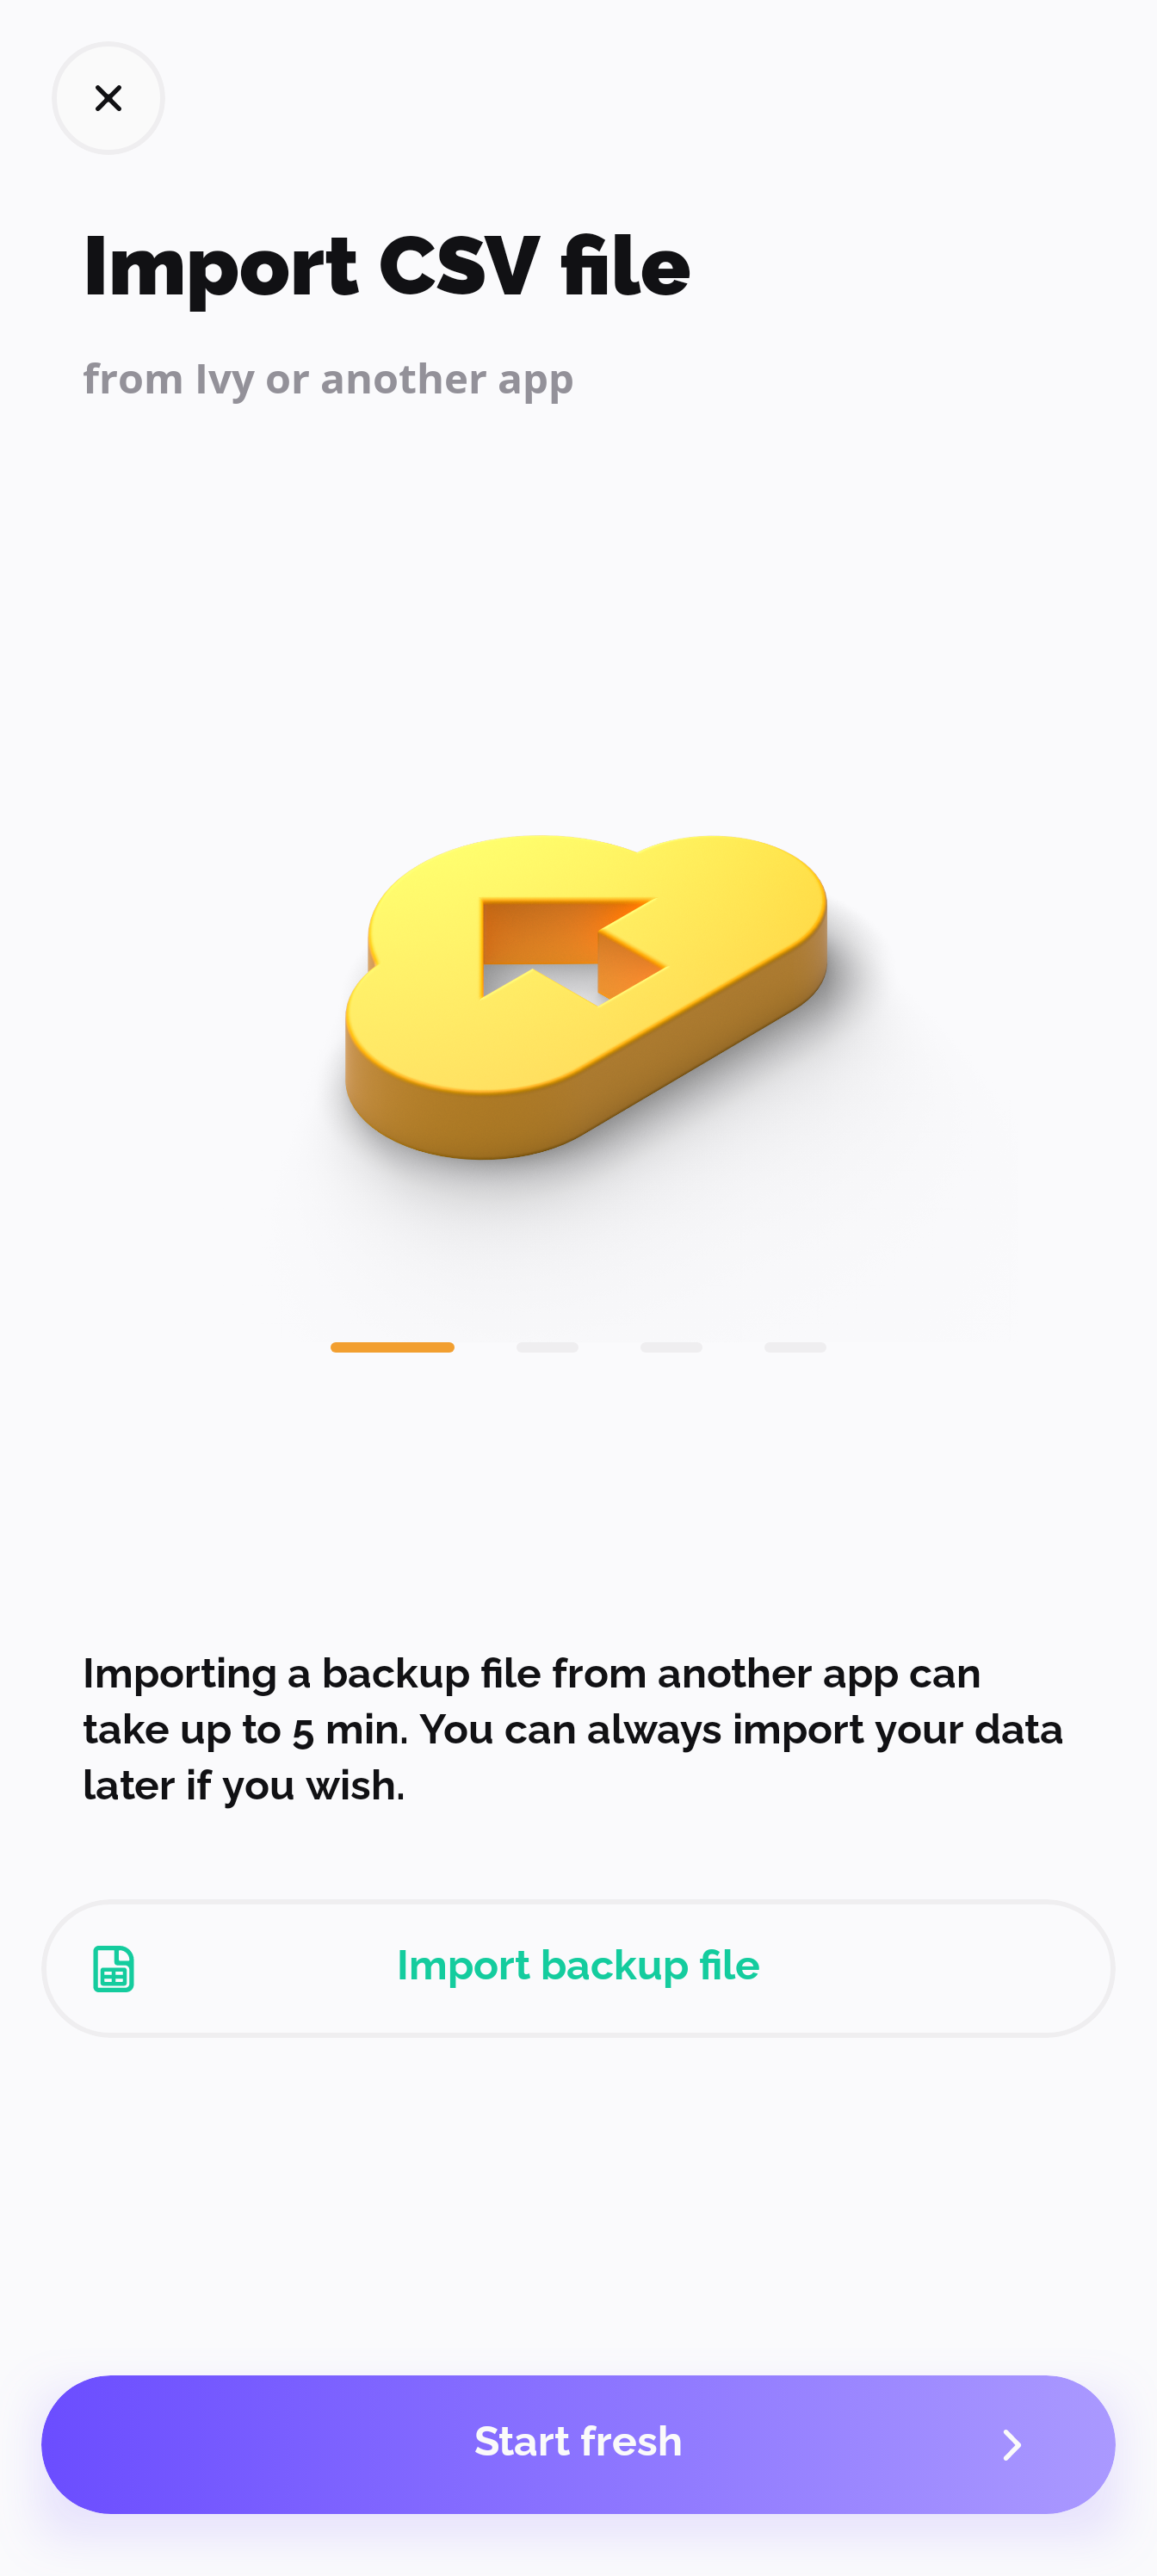 Import CSV file
from Ivy or another app
Importing a backup file from another app can
take up to 5 min. You can always import your data
later if you wish.
Import backup file
Start fresh